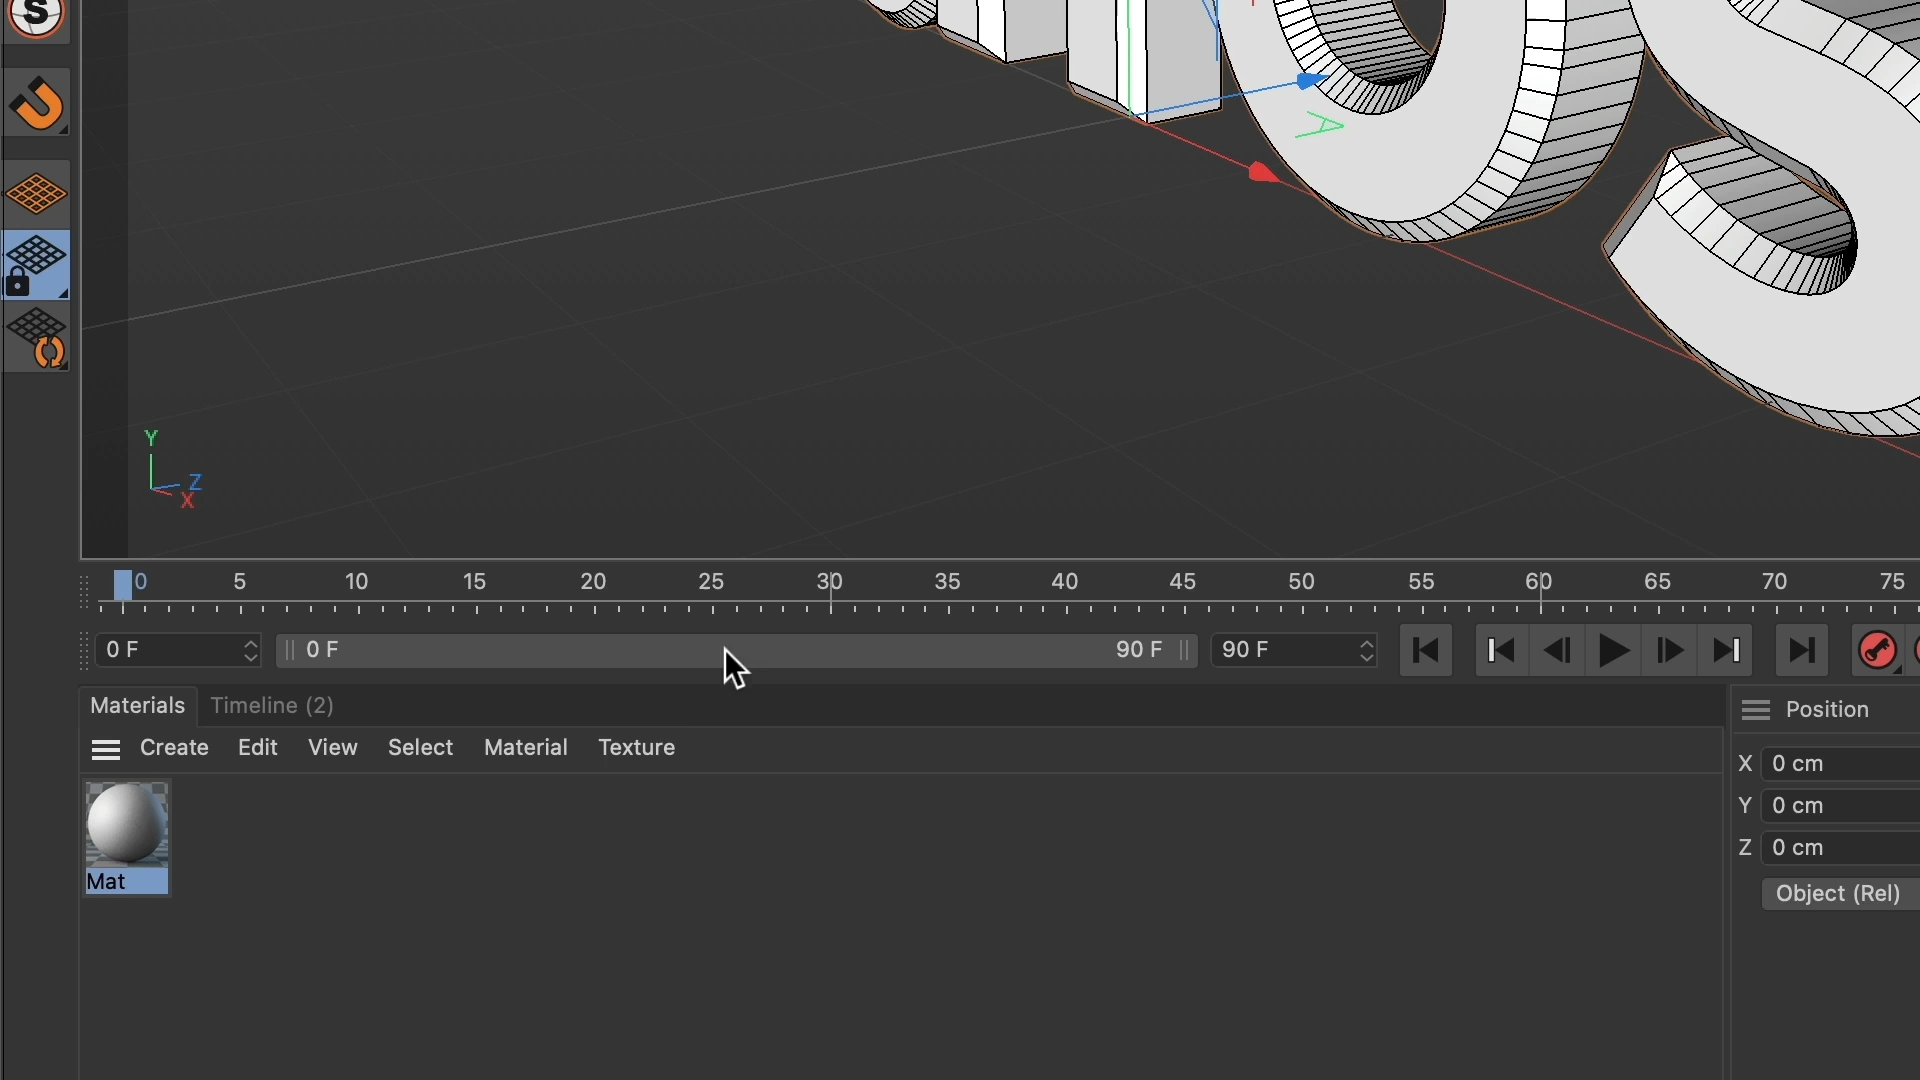 S
A
Y
Z
X
0 5 10 15 20 25 30 35 40 45 50 55 60 65 70 75
0 F 0 F 90 F 90 F
Materials Timeline (2)
Create Edit View Select Material Texture
Mat
Position
X 0 cm
Y 0 cm
Z 0 cm
Object (Rel)